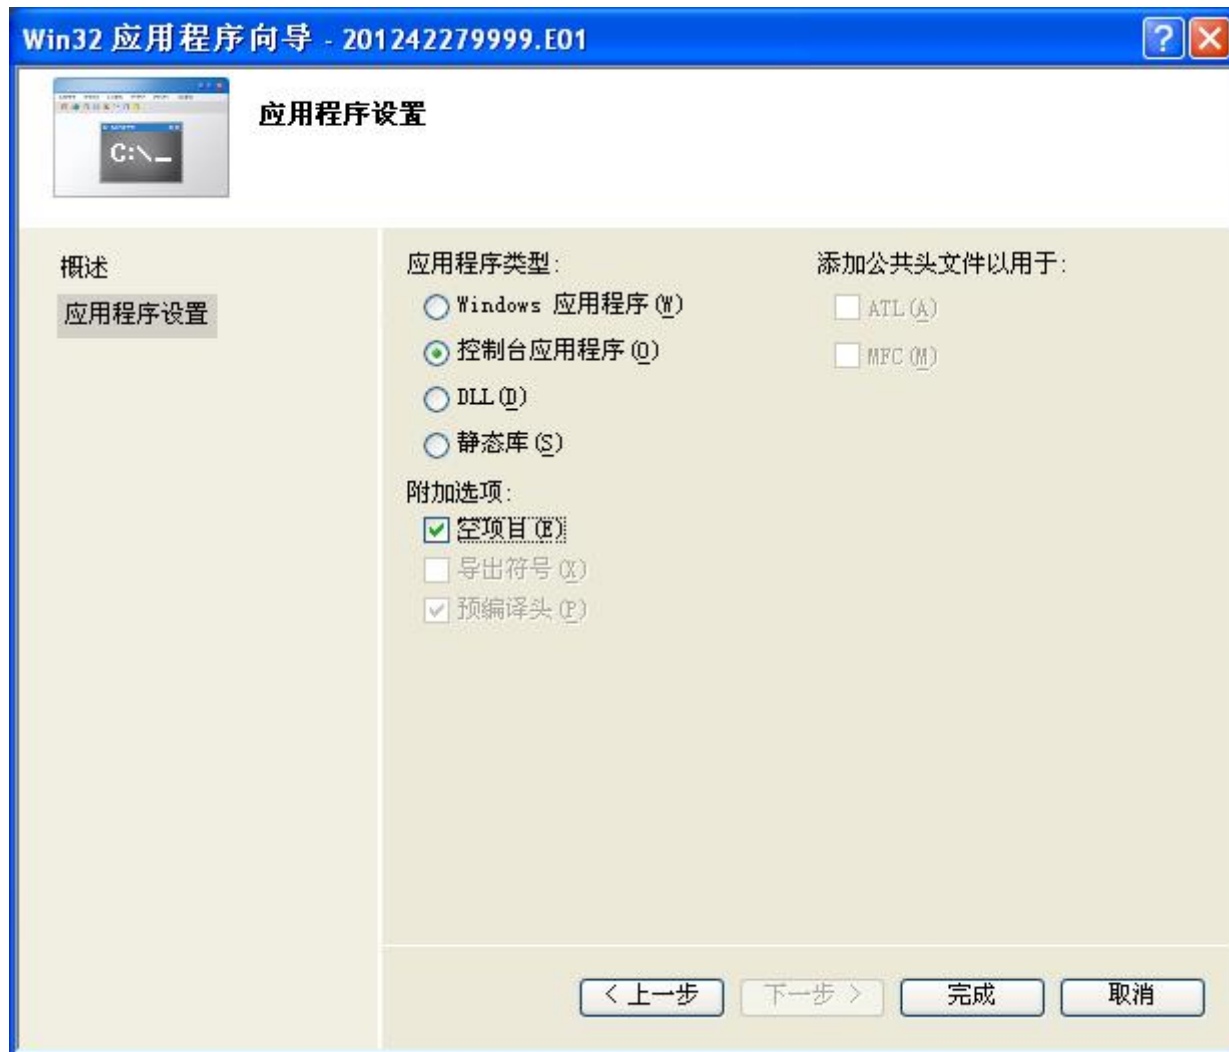 Win32 应用程序向导 - 201242279999.E01
应用程序设置
C:\_
概述
应用程序设置
应用程序类型:
Windows 应用程序(W)
控制台应用程序(O)
DLL(D)
静态库(S)
附加选项:
空项目(E)
导出符号(X)
预编译头(P)
添加公共头文件以用于:
ATL(A)
MFC(M)
< 上一步
下一步 >
完成
取消